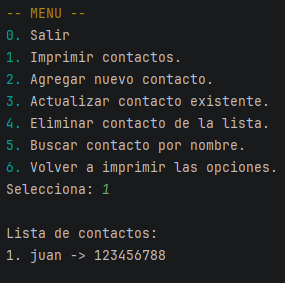 -- MENU --
0. Salir
1. Imprimir contactos.
2. Agregar nuevo contacto.
3. Actualizar contacto existente.
4. Eliminar contacto de la lista.
5. Buscar contacto por nombre.
6. Volver a imprimir las opciones.
Selecciona: 1
Lista de contactos:
1. juan -> 123456788